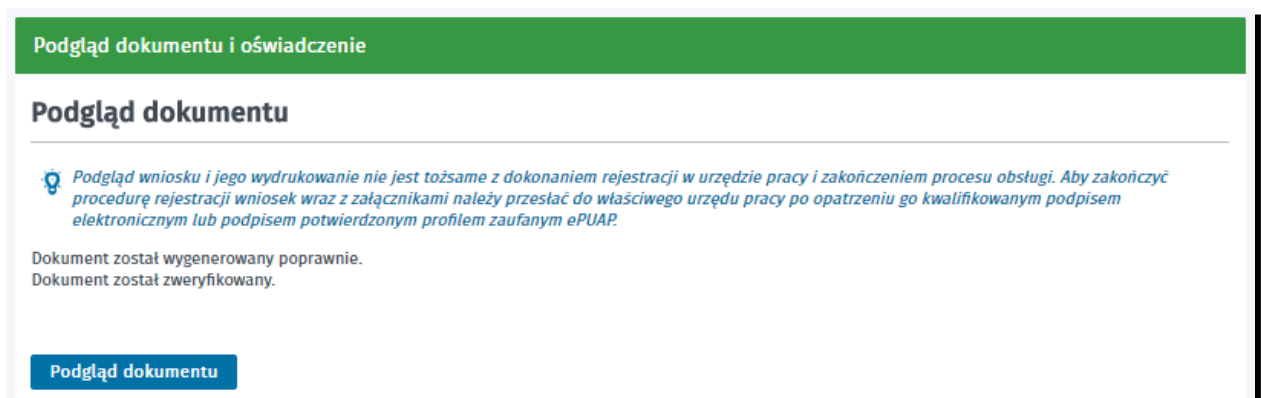 Podgląd dokumentu i oświadczenie
Podgląd dokumentu
Podgląd wniosku i jego wydrukowanie nie jest tożsame z dokonaniem rejestracji w urzędzie pracy i zakończeniem procesu obsługi. Aby zakończyć
procedurę rejestracji wniosek wraz z załącznikami należy przesłać do właściwego urzędu pracy po opatrzeniu go kwalifikowanym podpisem
elektronicznym lub podpisem potwierdzonym profilem zaufanym ePUAP.
Dokument został wygenerowany poprawnie.
Dokument został zweryfikowany.
Podgląd dokumentu